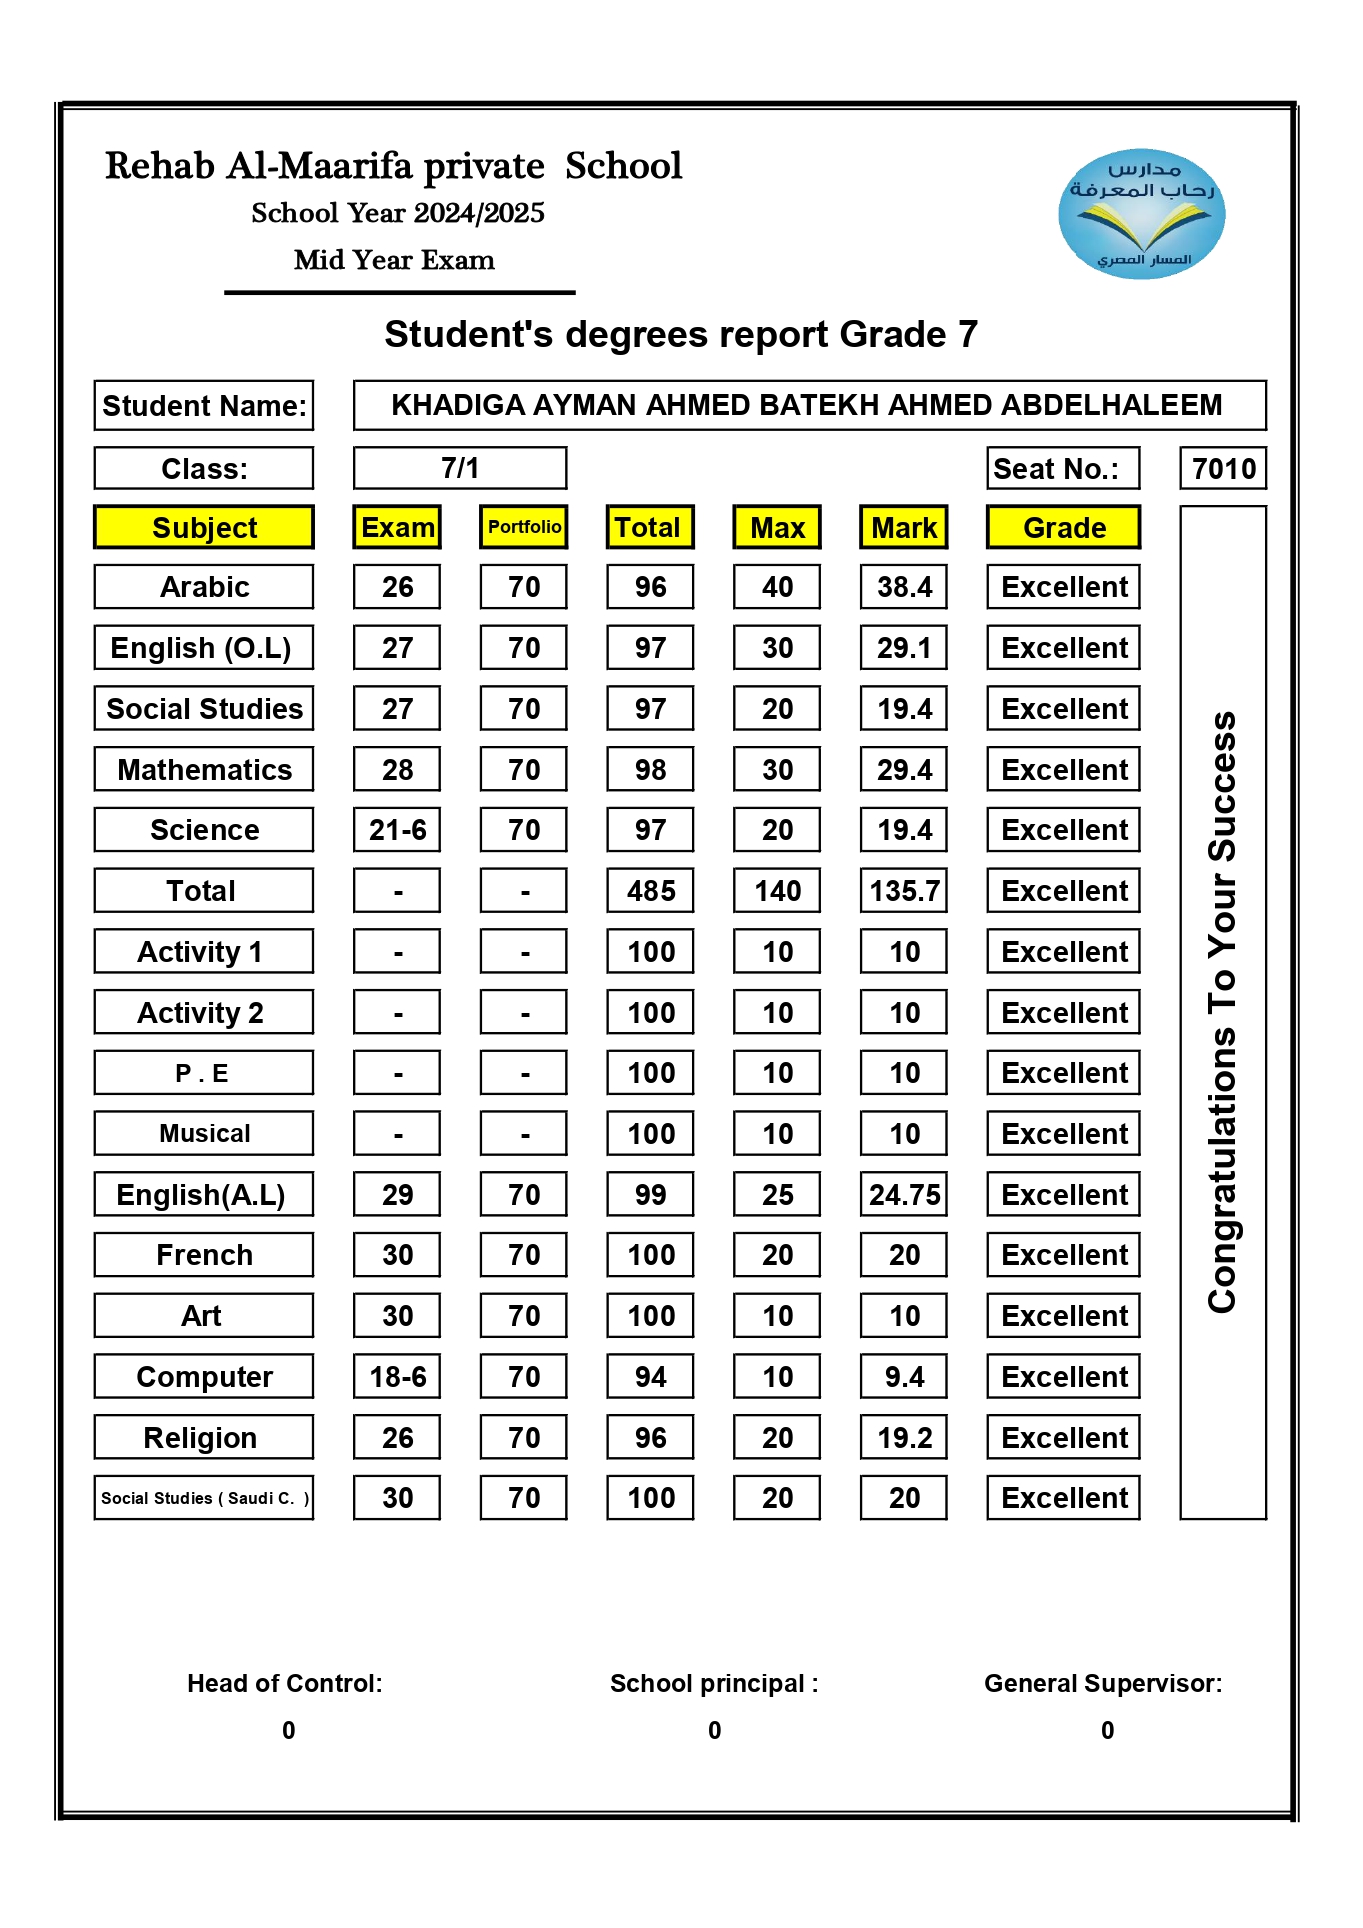 Rehab Al-Maarifa private School
School Year 2024/2025
Mid Year Exam
مدارس
رحاب المعرفة
المسار المصري
Student's degrees report Grade 7
Student Name: KHADIGA AYMAN AHMED BATEKH AHMED ABDELHALEEM
Class: 7/1 Seat No.: 7010
Subject Exam Portfolio Total Max Mark Grade
Arabic 26 70 96 40 38.4 Excellent
English (O.L) 27 70 97 30 29.1 Excellent
Social Studies 27 70 97 20 19.4 Excellent
Mathematics 28 70 98 30 29.4 Excellent
Science 21-6 70 97 20 19.4 Excellent
Total - - 485 140 135.7 Excellent
Activity 1 - - 100 10 10 Excellent
Activity 2 - - 100 10 10 Excellent
P . E - - 100 10 10 Excellent
Musical - - 100 10 10 Excellent
English(A.L) 29 70 99 25 24.75 Excellent
French 30 70 100 20 20 Excellent
Art 30 70 100 10 10 Excellent
Computer 18-6 70 94 10 9.4 Excellent
Religion 26 70 96 20 19.2 Excellent
Social Studies ( Saudi C. ) 30 70 100 20 20 Excellent
Congratulations To Your Success
Head of Control: School principal : General Supervisor:
0 0 0